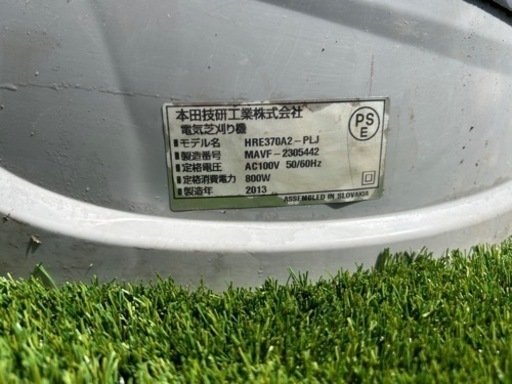 本田技研工業株式会社
電気芝刈り機
•モデル名 HRE370A2-PLJ
•製造番号 MAVF-2305442
•定格電圧 AC100V 50/60Hz
•定格消費電力 800W
•製造年 2013
PS
E
ASSEMBLED IN SLOVAKIA